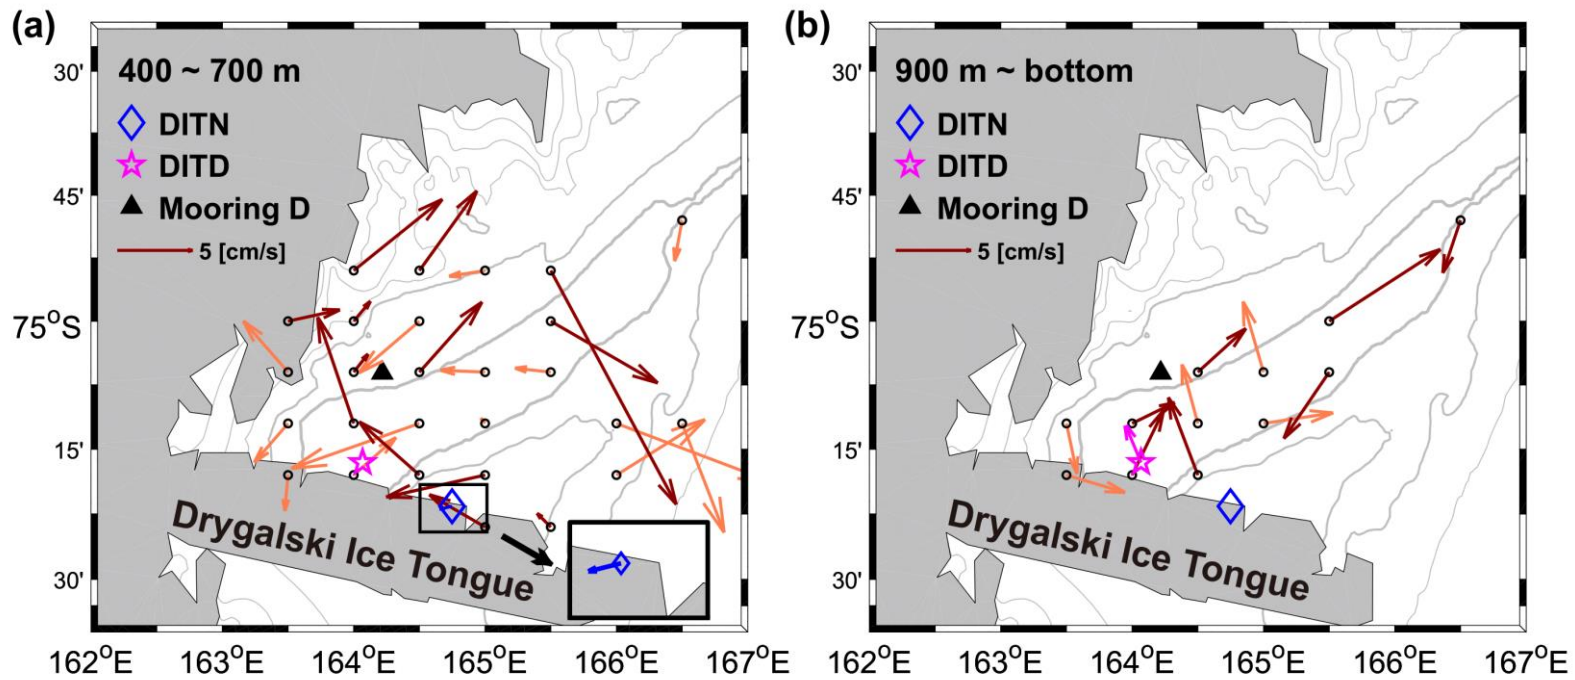 (a)
400 ~ 700 m
DITN
DITD
Mooring D
5 [cm/s]
Drygalski Ice Tongue
30'
45'
75°S
15'
30'
162°E 163°E 164°E 165°E 166°E 167°E
(b)
900 m ~ bottom
DITN
DITD
Mooring D
5 [cm/s]
Drygalski Ice Tongue
30'
45'
75°S
15'
30'
162°E 163°E 164°E 165°E 166°E 167°E